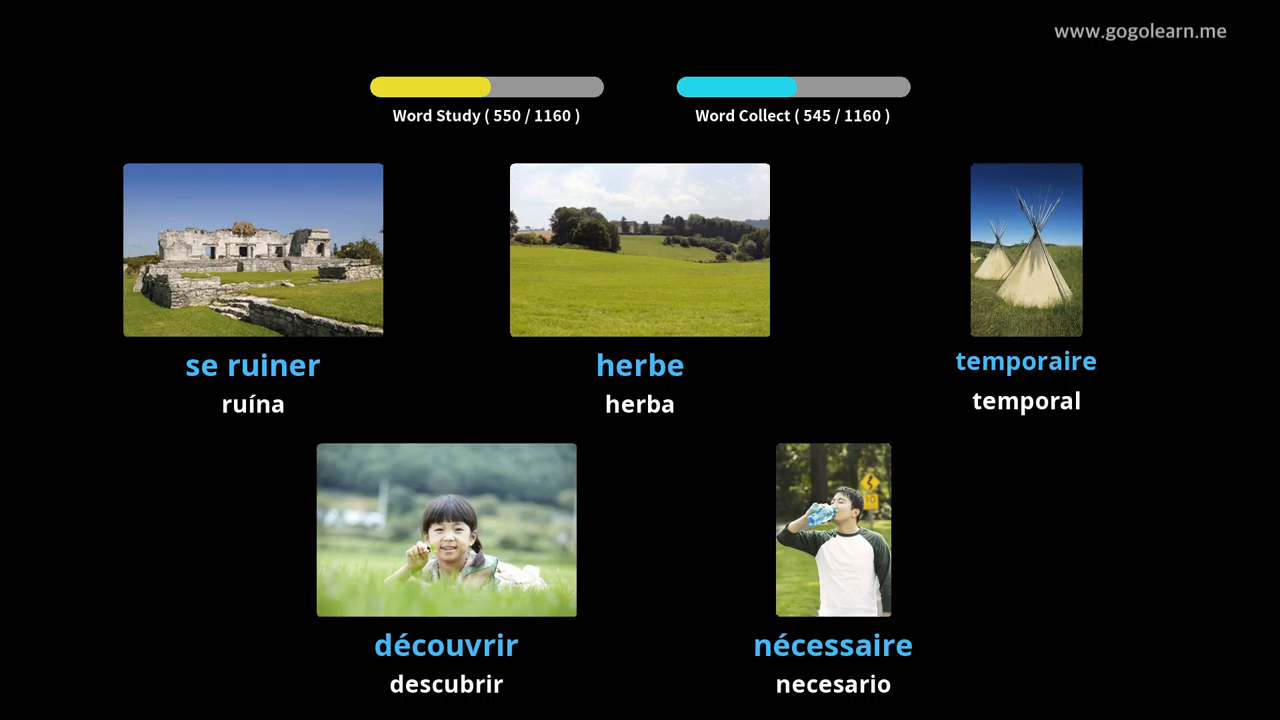 www.gogolearn.me
Word Study ( 550 / 1160 )
Word Collect ( 545 / 1160 )
se ruiner
ruína
herbe
herba
temporaire
temporal
10
découvrir
descubrir
nécessaire
necesario